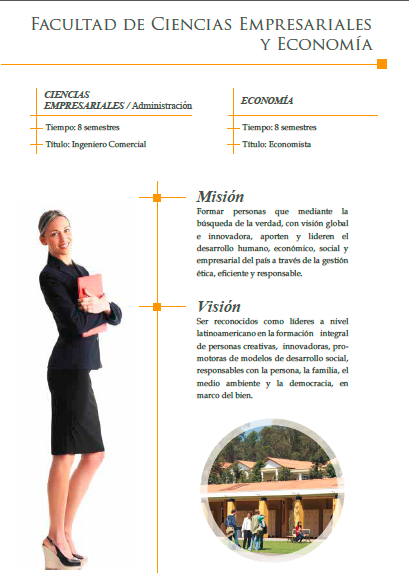 Facultad de Ciencias Empresariales
y Economía
CIENCIAS
EMPRESARIALES / Administración
Tiempo: 8 semestres
Título: Ingeniero Comercial
ECONOMÍA
Tiempo: 8 semestres
Título: Economista
Misión
Formar personas que mediante la
búsqueda de la verdad, con visión global
e innovadora, aporten y lideren el
desarrollo humano, económico, social y
empresarial del país a través de la gestión
ética, eficiente y responsable.
Visión
Ser reconocidos como líderes a nivel
latinoamericano en la formación integral
de personas creativas, innovadoras, pro-
motoras de modelos de desarrollo social,
responsables con la persona, la familia, el
medio ambiente y la democracia, en
marco del bien.